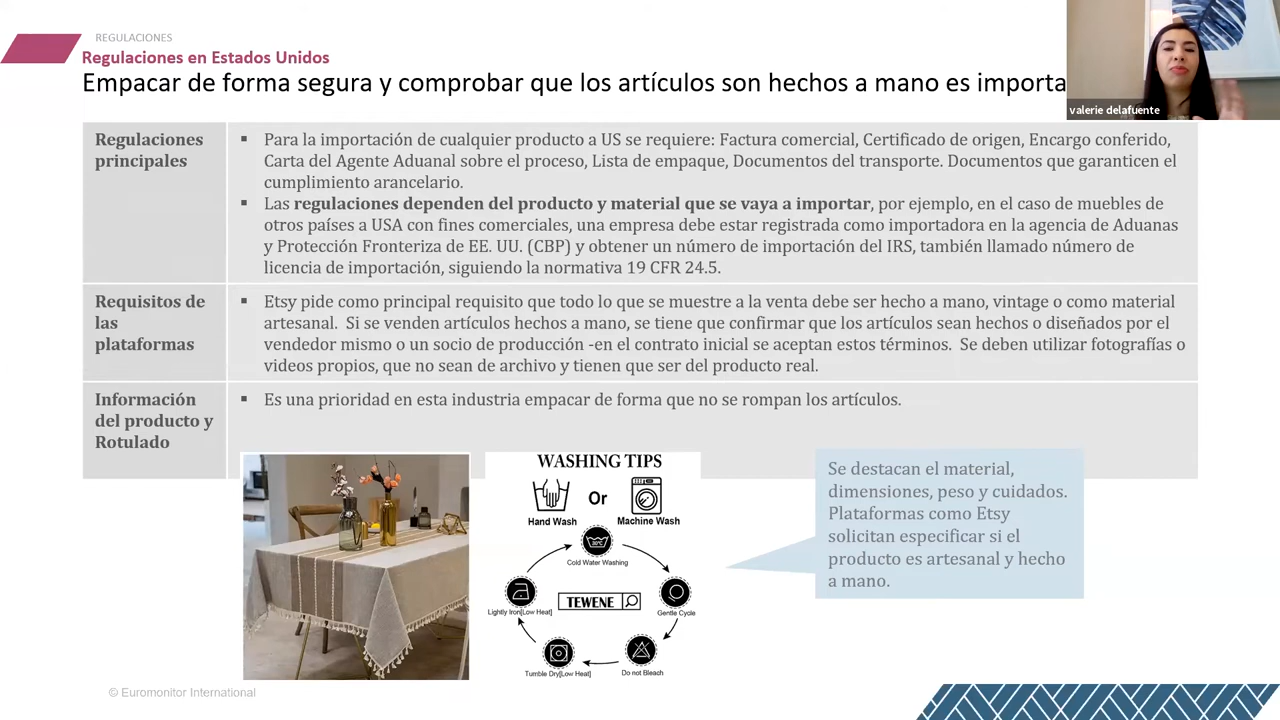 REGULACIONES
Regulaciones en Estados Unidos
Empacar de forma segura y comprobar que los artículos son hechos a mano es importa
valerie delafuente
Regulaciones
principales
▪ Para la importación de cualquier producto a US se requiere: Factura comercial, Certificado de origen, Encargo conferido,
Carta del Agente Aduanal sobre el proceso, Lista de empaque, Documentos del transporte. Documentos que garanticen el
cumplimiento arancelario.
▪ Las regulaciones dependen del producto y material que se vaya a importar, por ejemplo, en el caso de muebles de
otros países a USA con fines comerciales, una empresa debe estar registrada como importadora en la agencia de Aduanas
y Protección Fronteriza de EE. UU. (CBP) y obtener un número de importación del IRS, también llamado número de
licencia de importación, siguiendo la normativa 19 CFR 24.5.
Requisitos de
las
plataformas
▪ Etsy pide como principal requisito que todo lo que se muestre a la venta debe ser hecho a mano, vintage o como material
artesanal. Si se venden artículos hechos a mano, se tiene que confirmar que los artículos sean hechos o diseñados por el
vendedor mismo o un socio de producción -en el contrato inicial se aceptan estos términos. Se deben utilizar fotografías o
videos propios, que no sean de archivo y tienen que ser del producto real.
Información
del producto y
Rotulado
▪ Es una prioridad en esta industria empacar de forma que no se rompan los artículos.
WASHING TIPS
Or
Hand Wash
Machine Wash
30°C
Cold Water Washing
Lightly Iron[Low Heat]
TEWENE
Gentle Cycle
Tumble Dry[Low Heat]
Do not Bleach
Se destacan el material,
dimensiones, peso y cuidados.
Plataformas como Etsy
solicitan especificar si el
producto es artesanal y hecho
a mano.
© Euromonitor International